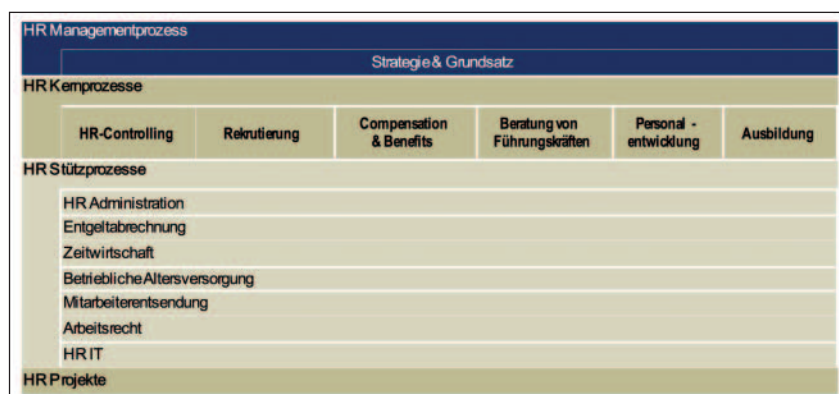 HR Managementprozess
Strategie & Grundsatz
HR Kernprozesse
HR-Controlling
Rekrutierung
Compensation
& Benefits
Beratung von
Führungskräften
Personal -
entwicklung
Ausbildung
HR Stützprozesse
HR Administration
Entgeltabrechnung
Zeitwirtschaft
Betriebliche Altersversorgung
Mitarbeiterentsendung
Arbeitsrecht
HR IT
HR Projekte